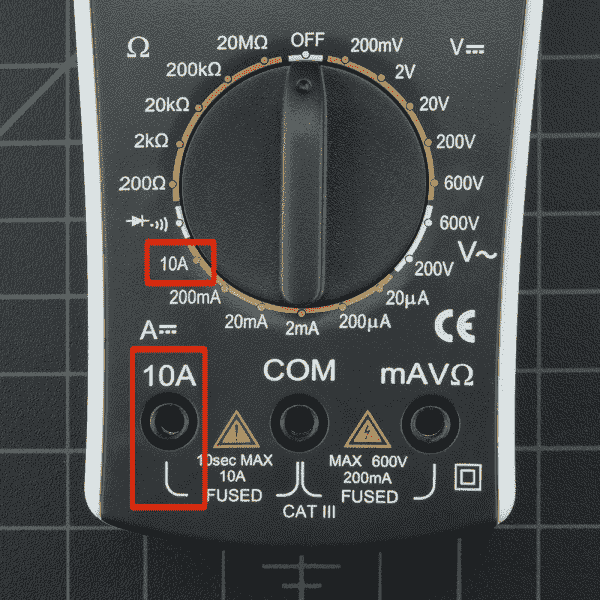 Ω
20MΩ
OFF
200mV
V
200kΩ
2V
20kΩ
20V
2kΩ
200V
200Ω
600V
600V
10A
200V
V~
200mA
20µA
20mA
2mA
200µA
A
CE
10A
COM
mAVΩ
10sec MAX
10A
FUSED
MAX 600V
200mA
FUSED
CAT III